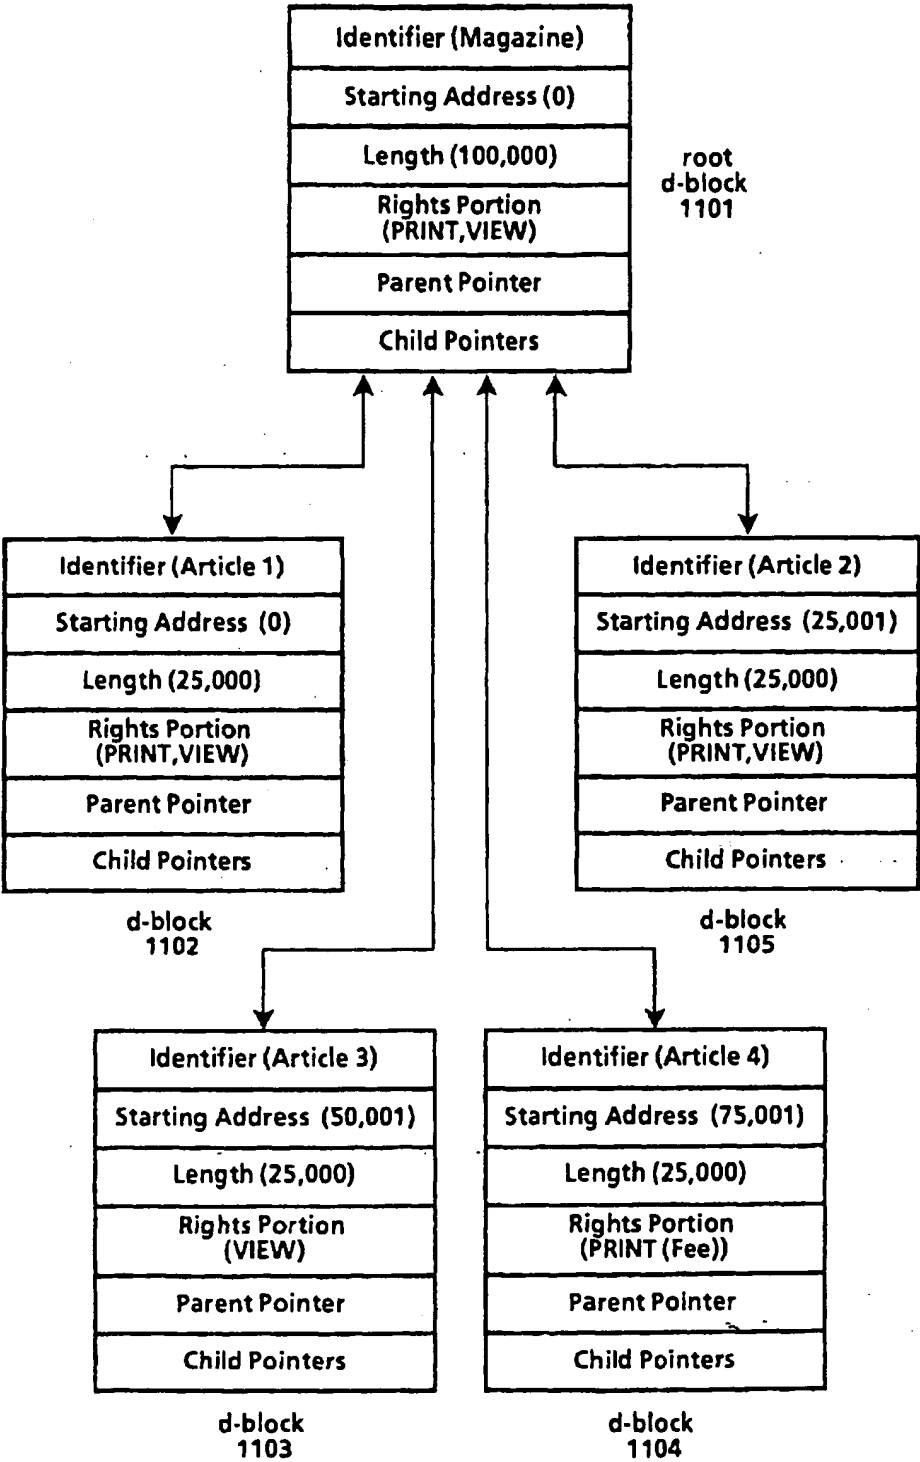 Identifier (Magazine)
Starting Address (0)
Length (100,000)
Rights Portion
(PRINT,VIEW)
Parent Pointer
Child Pointers
root
d-block
1101
Identifier (Article 1)
Starting Address (0)
Length (25,000)
Rights Portion
(PRINT,VIEW)
Parent Pointer
Child Pointers
d-block
1102
Identifier (Article 2)
Starting Address (25,001)
Length (25,000)
Rights Portion
(PRINT,VIEW)
Parent Pointer
Child Pointers
d-block
1105
Identifier (Article 3)
Starting Address (50,001)
Length (25,000)
Rights Portion
(VIEW)
Parent Pointer
Child Pointers
d-block
1103
Identifier (Article 4)
Starting Address (75,001)
Length (25,000)
Rights Portion
(PRINT (Fee))
Parent Pointer
Child Pointers
d-block
1104